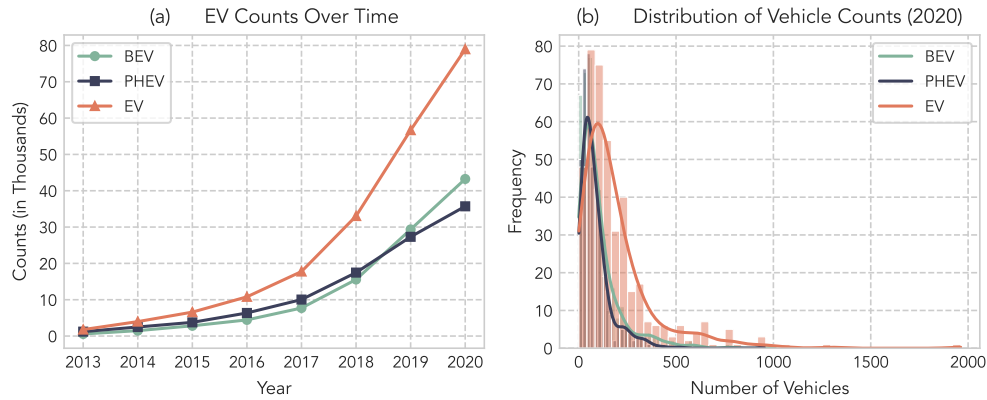 (a) EV Counts Over Time
80
70
60
50
40
30
20
10
0
Counts (in Thousands)
BEV
PHEV
EV
2013 2014 2015 2016 2017 2018 2019 2020
Year
(b) Distribution of Vehicle Counts (2020)
80
70
60
50
40
30
20
10
0
Frequency
BEV
PHEV
EV
0 500 1000 1500 2000
Number of Vehicles